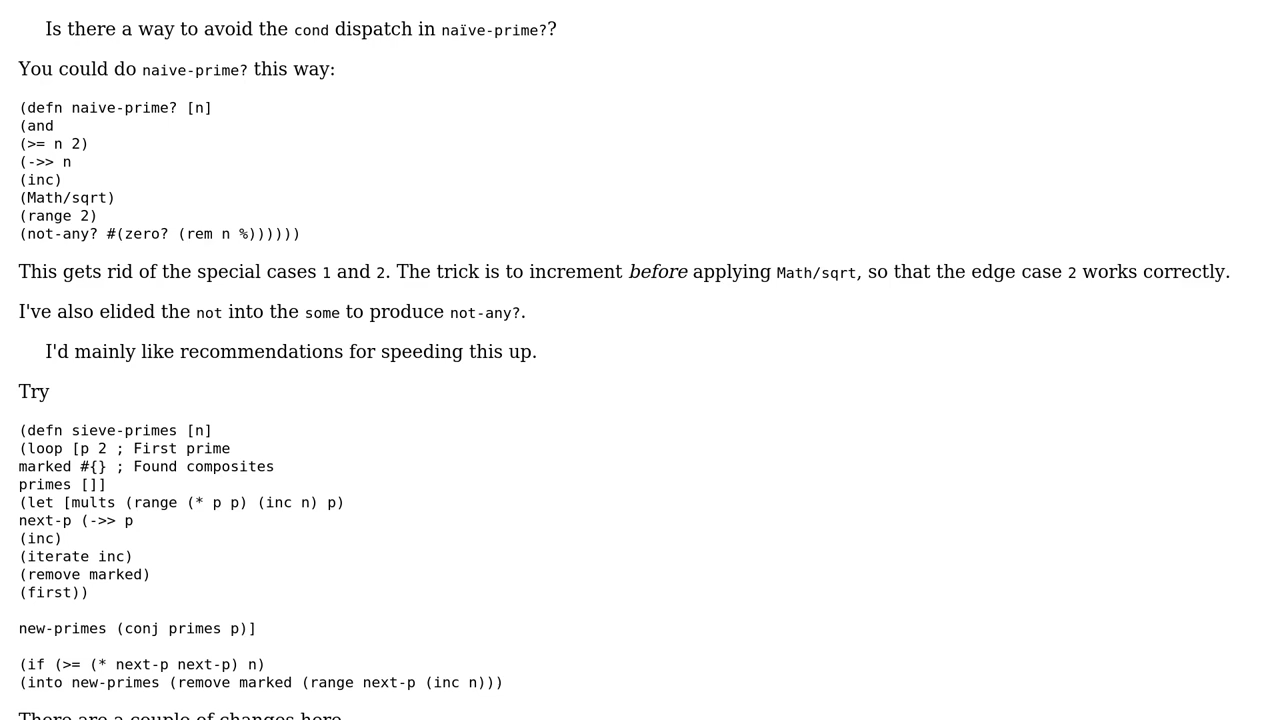 Is there a way to avoid the cond dispatch in naïve-prime??
You could do naive-prime? this way:
(defn naive-prime? [n]
(and
(>= n 2)
(->> n
(inc)
(Math/sqrt)
(range 2)
(not-any? #(zero? (rem n %))))))
This gets rid of the special cases 1 and 2. The trick is to increment before applying Math/sqrt, so that the edge case 2 works correctly.
I've also elided the not into the some to produce not-any?.
I'd mainly like recommendations for speeding this up.
Try
(defn sieve-primes [n]
(loop [p 2 ; First prime
marked #{} ; Found composites
primes []]
(let [mults (range (* p p) (inc n) p)
next-p (->> p
(inc)
(iterate inc)
(remove marked)
(first))
new-primes (conj primes p)]
(if (>= (* next-p next-p) n)
(into new-primes (remove marked (range next-p (inc n)))
There are a couple of changes here